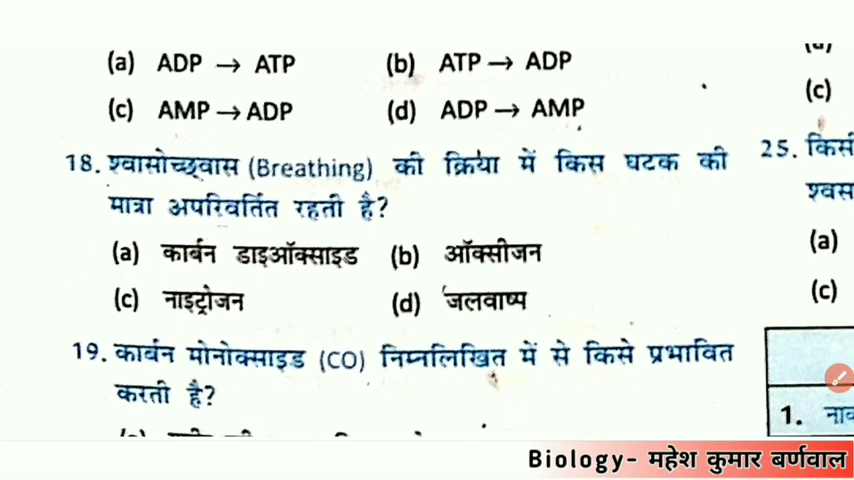 (a) ADP → ATP (b) ATP → ADP
(c) AMP → ADP (d) ADP → AMP
18. श्वासोच्छ्वास (Breathing) की क्रिया में किस घटक की
मात्रा अपरिवर्तित रहती है?
(a) कार्बन डाइऑक्साइड (b) ऑक्सीजन
(c) नाइट्रोजन (d) जलवाष्प
19. कार्बन मोनोक्साइड (CO) निम्नलिखित में से किसे प्रभावित
करती है?
(c)
25. किसी
श्वस
(a)
(c)
1.
Biology- महेश कुमार बर्णवाल